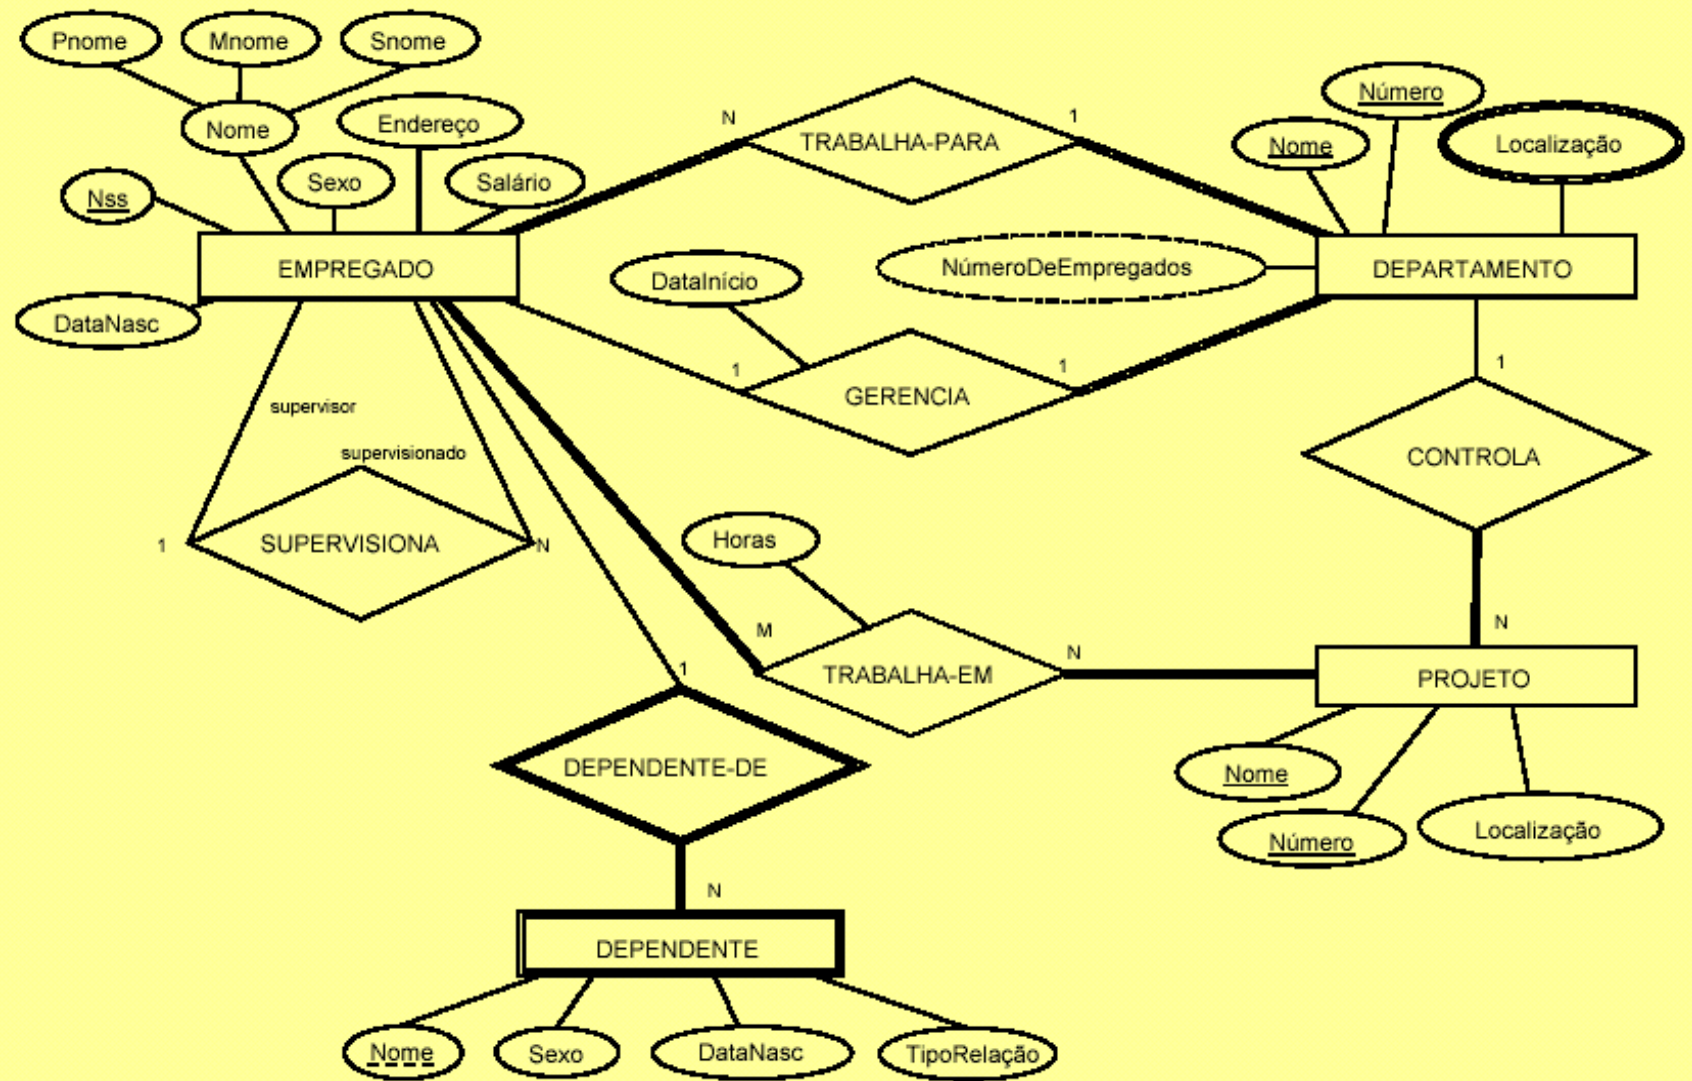 Pnome
Mnome
Snome
Nome
Endereço
Nss
Sexo
Salário
EMPREGADO
DataNasc
N
TRABALHA-PARA
1
Número
Nome
Localização
DataInício
NúmeroDeEmpregados
DEPARTAMENTO
1
GERENCIA
1
1
CONTROLA
N
supervisor
supervisionado
1
SUPERVISIONA
N
Horas
M
TRABALHA-EM
N
PROJETO
Nome
Número
Localização
1
DEPENDENTE-DE
N
DEPENDENTE
Nome
Sexo
DataNasc
TipoRelação